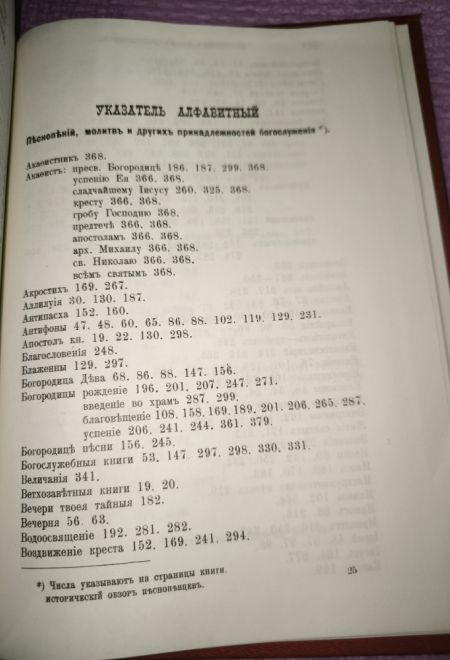 УКАЗАТЕЛЬ АЛФАВИТНЫЙ
Пѣснопѣній, молитвъ и другихъ принадлежностей богослуженія *).
Акаѳистникъ 368.
Акаѳистъ: пресв. Богородицѣ 186. 187. 299. 368.
успенію Ея 366. 368.
сладчайшему Іисусу 260. 325. 368.
кресту 366. 368.
гробу Господню 368.
предтечѣ 366. 368.
апостоламъ 366. 368.
арх. Михаилу 366. 368.
св. Николаю 366. 368.
всѣмъ святымъ 368.
Акростихъ 169. 267.
Аллилуія 30. 130. 187.
Антипасха 152. 160.
Антифоны 47. 48. 60. 65. 86. 88. 102. 119. 129. 231.
Апостолъ кн. 19. 22. 130. 298.
Благословенія 248.
Блаженны 129. 297.
Богородица Дѣва 68. 86. 88. 147. 156.
Богородицы рожденіе 196. 201. 207. 247. 271.
введеніе во храмъ 287. 299.
благовѣщеніе 108. 158. 169. 189. 201. 206. 265. 287.
успеніе 206. 241. 244. 361. 379.
Богородицѣ пѣсни 156. 245.
Богослужебныя книги 53. 147. 297. 298. 330. 331.
Величанія 341.
Ветхозавѣтныя книги 19. 20.
Вечери твоея тайныя 182.
Вечерня 56. 63.
Водоосвященіе 192. 281. 282.
Воздвиженіе креста 152. 169. 241. 294.
*) Числа указываютъ на страницы книги.
историческій обзоръ пѣснопѣвцевъ.
25